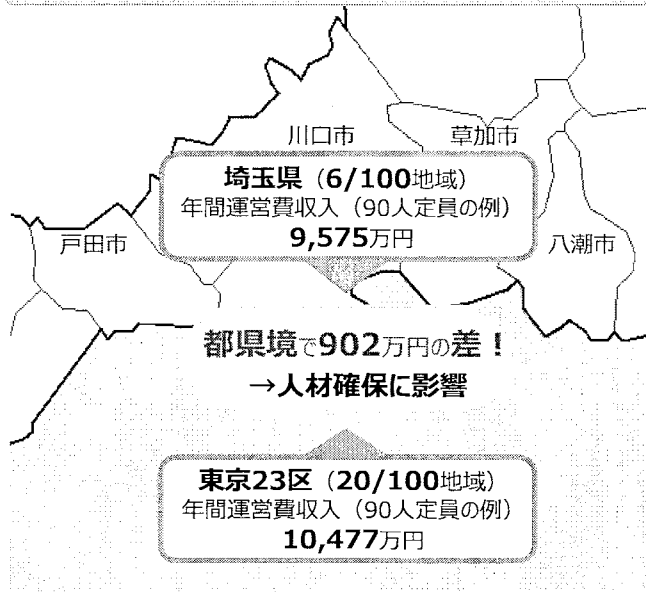 川口市
草加市
埼玉県（6/100地域）
年間運営費収入（90人定員の例）
9,575万円
戸田市
八潮市
都県境で902万円の差！
→人材確保に影響
東京23区（20/100地域）
年間運営費収入（90人定員の例）
10,477万円